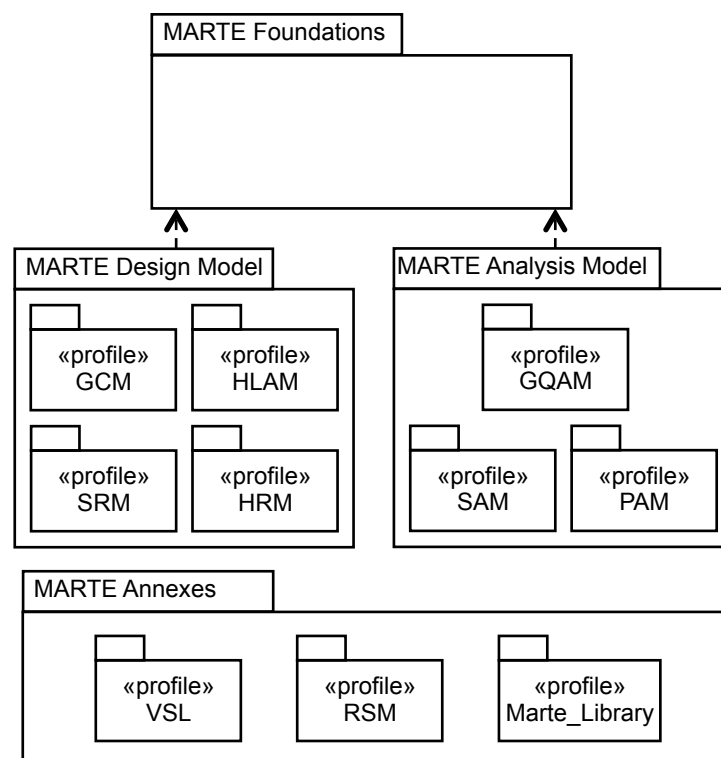 MARTE Foundations
MARTE Design Model
MARTE Analysis Model
«profile»
GCM
«profile»
HLAM
«profile»
GQAM
«profile»
SRM
«profile»
HRM
«profile»
SAM
«profile»
PAM
MARTE Annexes
«profile»
VSL
«profile»
RSM
«profile»
Marte_Library